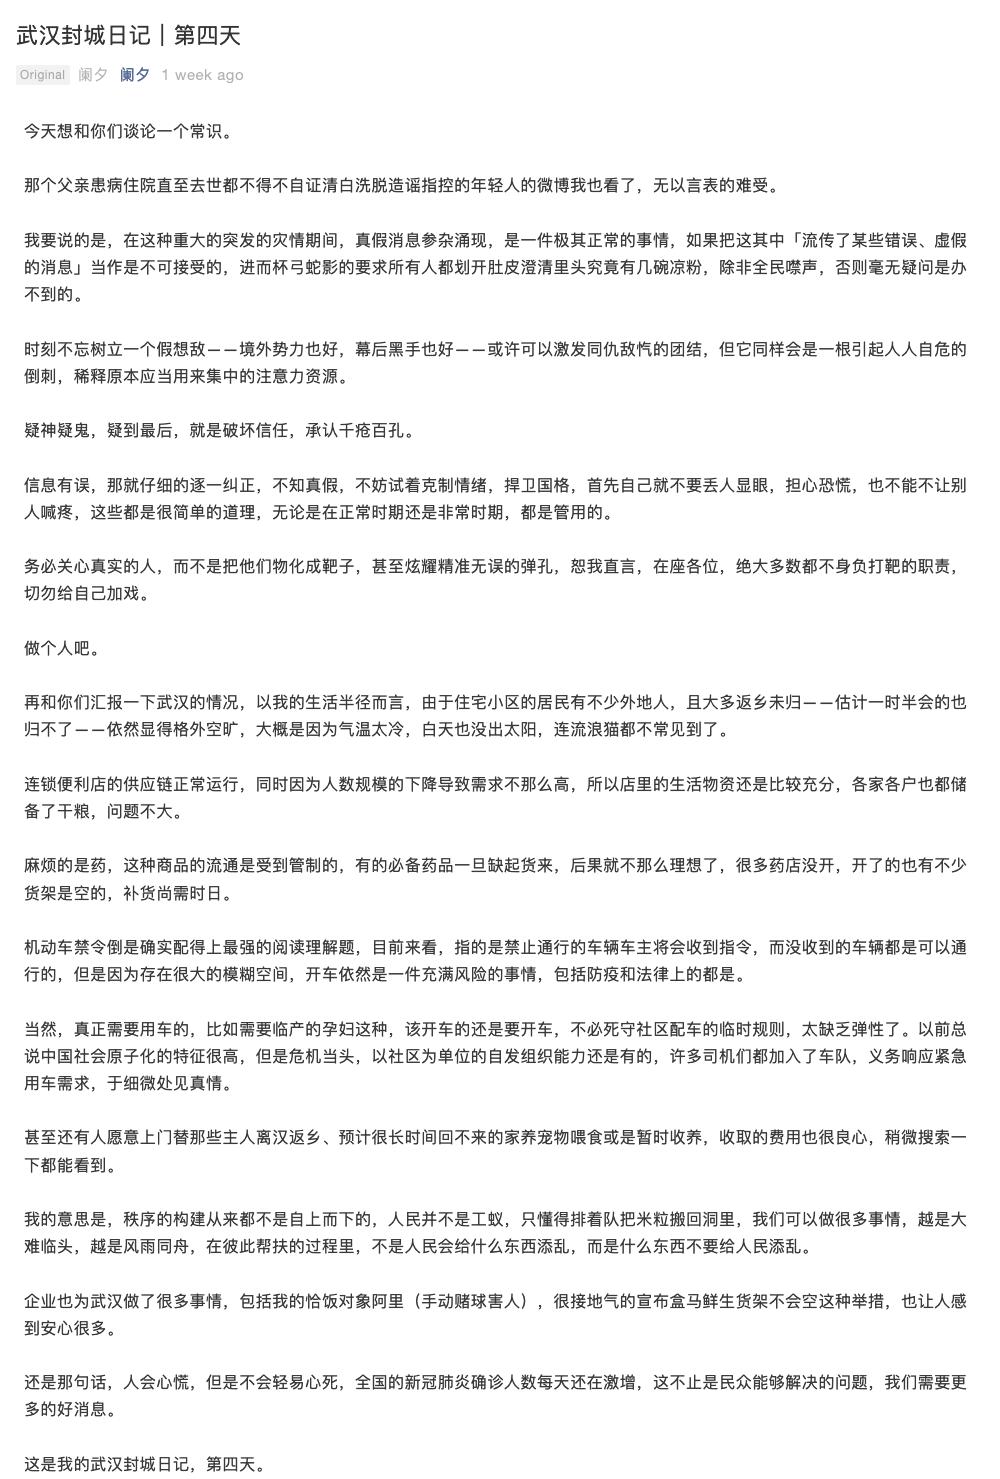 武汉封城日记｜第四天
Original 阑夕 阑夕 1 week ago
今天想和你们谈论一个常识。
那个父亲患病住院直至去世都不得不自证清白洗脱造谣指控的年轻人的微博我也看了，无以言表的难受。
我要说的是，在这种重大的突发的灾情期间，真假消息参杂涌现，是一件极其正常的事情，如果把这其中「流传了某些错误、虚假
的消息」当作是不可接受的，进而杯弓蛇影的要求所有人都划开肚皮澄清里头究竟有几碗凉粉，除非全民噤声，否则毫无疑问是办
不到的。
时刻不忘树立一个假想敌——境外势力也好，幕后黑手也好——或许可以激发同仇敌忾的团结，但它同样会是一根引起人人自危的
倒刺，稀释原本应当用来集中的注意力资源。
疑神疑鬼，疑到最后，就是破坏信任，承认千疮百孔。
信息有误，那就仔细的逐一纠正，不知真假，不妨试着克制情绪，捍卫国格，首先自己就不要丢人显眼，担心恐慌，也不能不让别
人喊疼，这些都是很简单的道理，无论是在正常时期还是非常时期，都是管用的。
务必关心真实的人，而不是把他们物化成靶子，甚至炫耀精准无误的弹孔，恕我直言，在座各位，绝大多数都不身负打靶的职责，
切勿给自己加戏。
做个人吧。
再和你们汇报一下武汉的情况，以我的生活半径而言，由于住宅小区的居民有不少外地人，且大多返乡未归——估计一时半会的也
归不了——依然显得格外空旷，大概是因为气温太冷，白天也没出太阳，连流浪猫都不常见到了。
连锁便利店的供应链正常运行，同时因为人数规模的下降导致需求不那么高，所以店里的生活物资还是比较充分，各家各户也都储
备了干粮，问题不大。
麻烦的是药，这种商品的流通是受到管制的，有的必备药品一旦缺起货来，后果就不那么理想了，很多药店没开，开了的也有不少
货架是空的，补货尚需时日。
机动车禁令倒是确实配得上最强的阅读理解题，目前来看，指的是禁止通行的车辆车主将会收到指令，而没收到的车辆都是可以通
行的，但是因为存在很大的模糊空间，开车依然是一件充满风险的事情，包括防疫和法律上的都是。
当然，真正需要用车的，比如需要临产的孕妇这种，该开车的还是要开车，不必死守社区配车的临时规则，太缺乏弹性了。以前总
说中国社会原子化的特征很高，但是危机当头，以社区为单位的自发组织能力还是有的，许多司机们都加入了车队，义务响应紧急
用车需求，于细微处见真情。
甚至还有人愿意上门替那些主人离汉返乡、预计很长时间回不来的家养宠物喂食或是暂时收养，收取的费用也很良心，稍微搜索一
下都能看到。
我的意思是，秩序的构建从来都不是自上而下的，人民并不是工蚁，只懂得排着队把米粒搬回洞里，我们可以做很多事情，越是大
难临头，越是风雨同舟，在彼此帮扶的过程里，不是人民会给什么东西添乱，而是什么东西不要给人民添乱。
企业也为武汉做了很多事情，包括我的恰饭对象阿里（手动赌球害人），很接地气的宣布盒马鲜生货架不会空这种举措，也让人感
到安心很多。
还是那句话，人会心慌，但是不会轻易心死，全国的新冠肺炎确诊人数每天还在激增，这不止是民众能够解决的问题，我们需要更
多的好消息。
这是我的武汉封城日记，第四天。